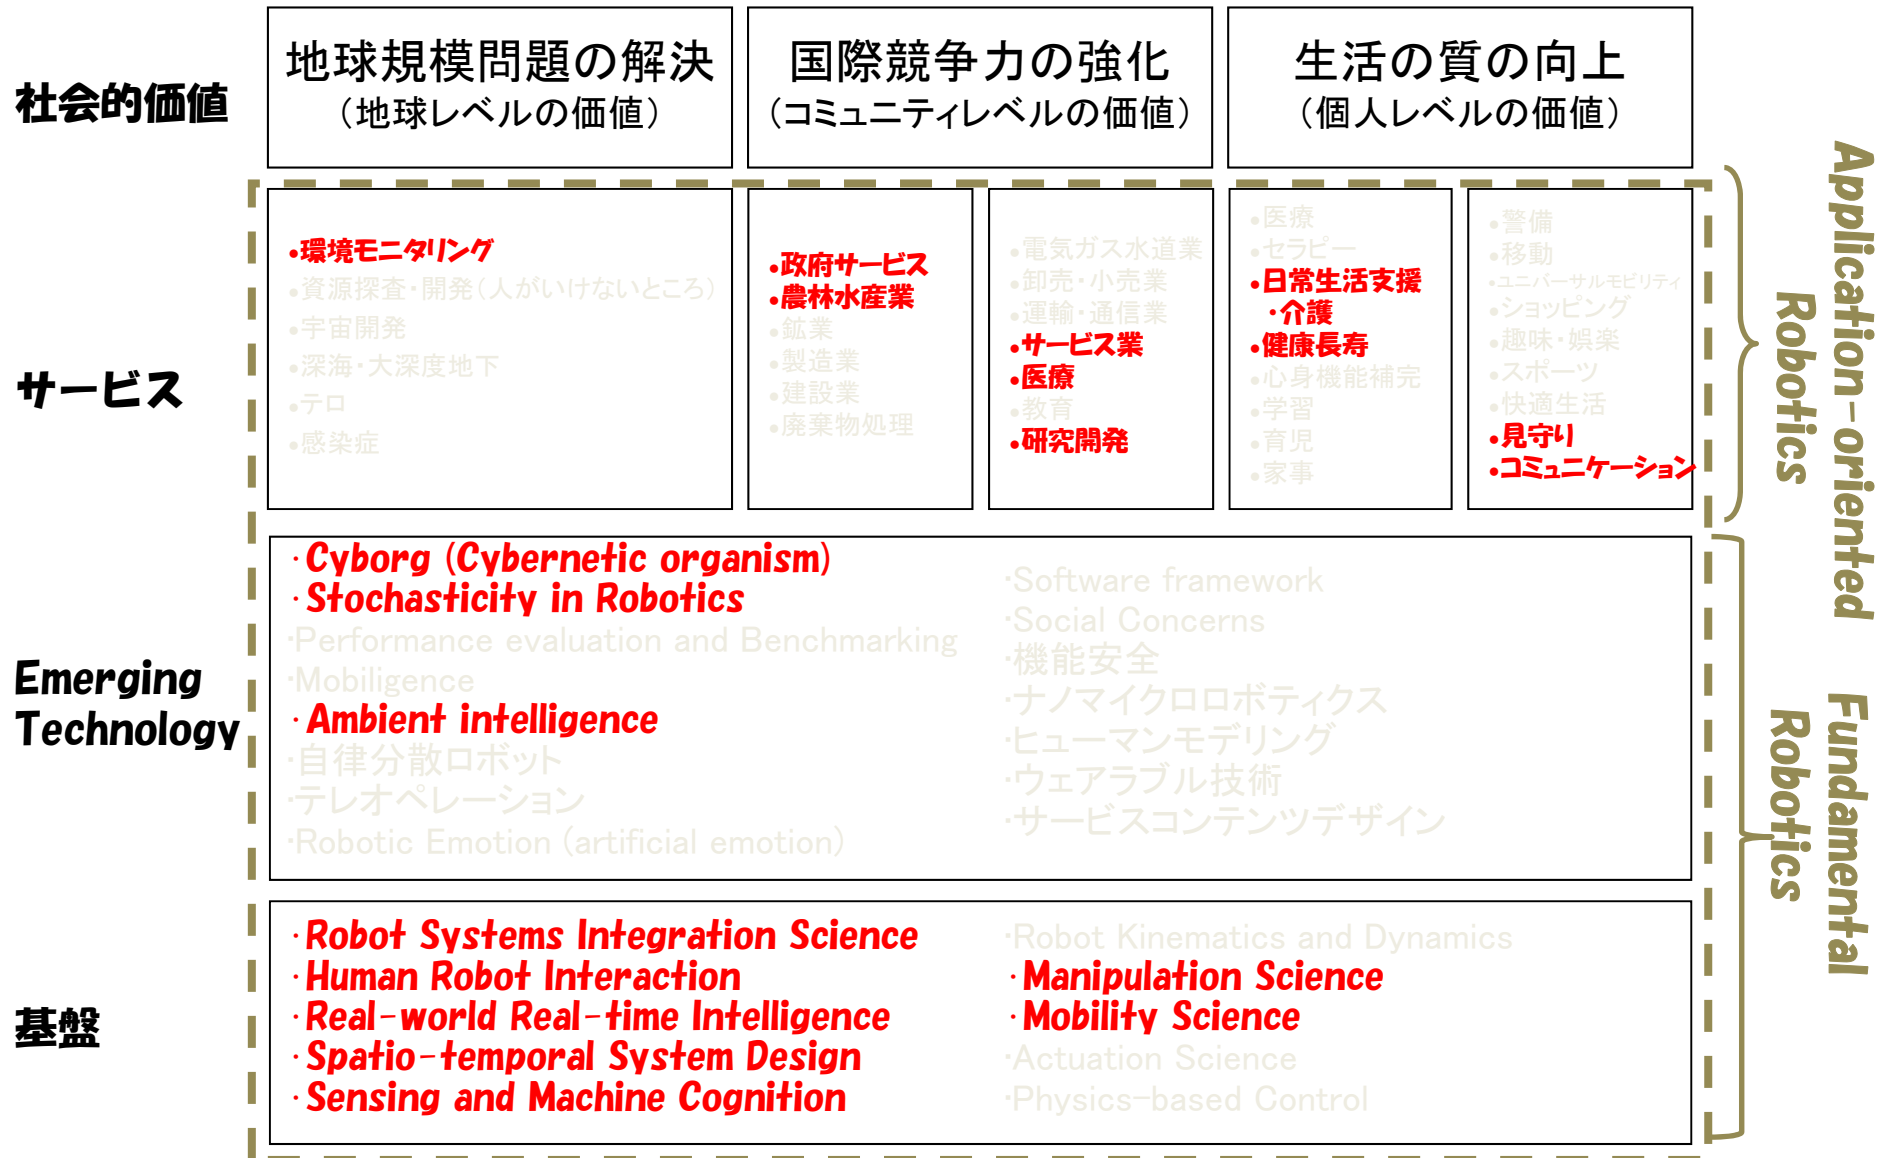 社会的価値
地球規模問題の解決
（地球レベルの価値）
国際競争力の強化
（コミュニティレベルの価値）
生活の質の向上
（個人レベルの価値）
サービス
•環境モニタリング
•資源探査・開発（人がいけないところ）
•宇宙開発
•深海・大深度地下
•テロ
•感染症
•政府サービス
•農林水産業
•鉱業
•製造業
•建設業
•廃棄物処理
•電気ガス水道業
•卸売・小売業
•運輸・通信業
•サービス業
•医療
•教育
•研究開発
•医療
•セラピー
•日常生活支援
・介護
•健康長寿
•心身機能補完
•学習
•育児
•家事
•警備
•移動
•ユニバーサルモビリティ
•ショッピング
•趣味・娯楽
•スポーツ
•快適生活
•見守り
•コミュニケーション
Application-oriented
Robotics
Emerging
Technology
・Cyborg (Cybernetic organism)
・Stochasticity in Robotics
・Performance evaluation and Benchmarking
・Mobiligence
・Ambient intelligence
・自律分散ロボット
・テレオペレーション
・Robotic Emotion (artificial emotion)
・Software framework
・Social Concerns
・機能安全
・ナノマイクロロボティクス
・ヒューマンモデリング
・ウェアラブル技術
・サービスコンテンツデザイン
Fundamental
Robotics
基盤
・Robot Systems Integration Science
・Human Robot Interaction
・Real-world Real-time Intelligence
・Spatio-temporal System Design
・Sensing and Machine Cognition
・Robot Kinematics and Dynamics
・Manipulation Science
・Mobility Science
・Actuation Science
・Physics-based Control